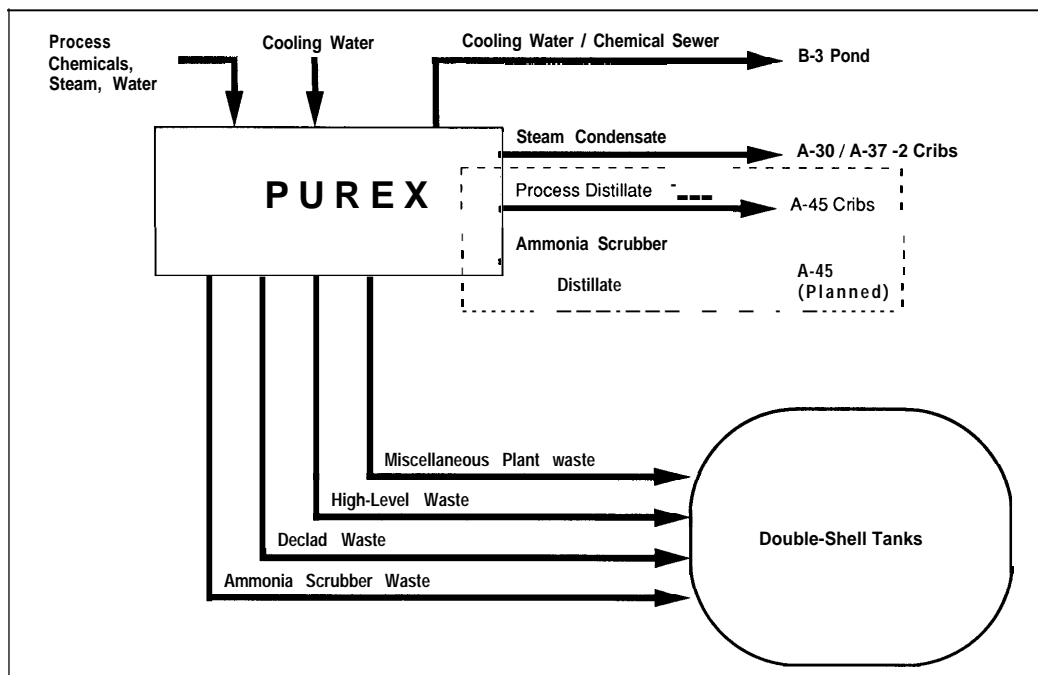 Process
Chemicals,
Steam, Water
Cooling Water
Cooling Water / Chemical Sewer
B-3 Pond
Steam Condensate
A-30 / A-37 -2 Cribs
PUREX
Process Distillate
A-45 Cribs
Ammonia Scrubber
Distillate
A-45
(Planned)
Miscellaneous Plant waste
High-Level Waste
Declad Waste
Ammonia Scrubber Waste
Double-Shell Tanks